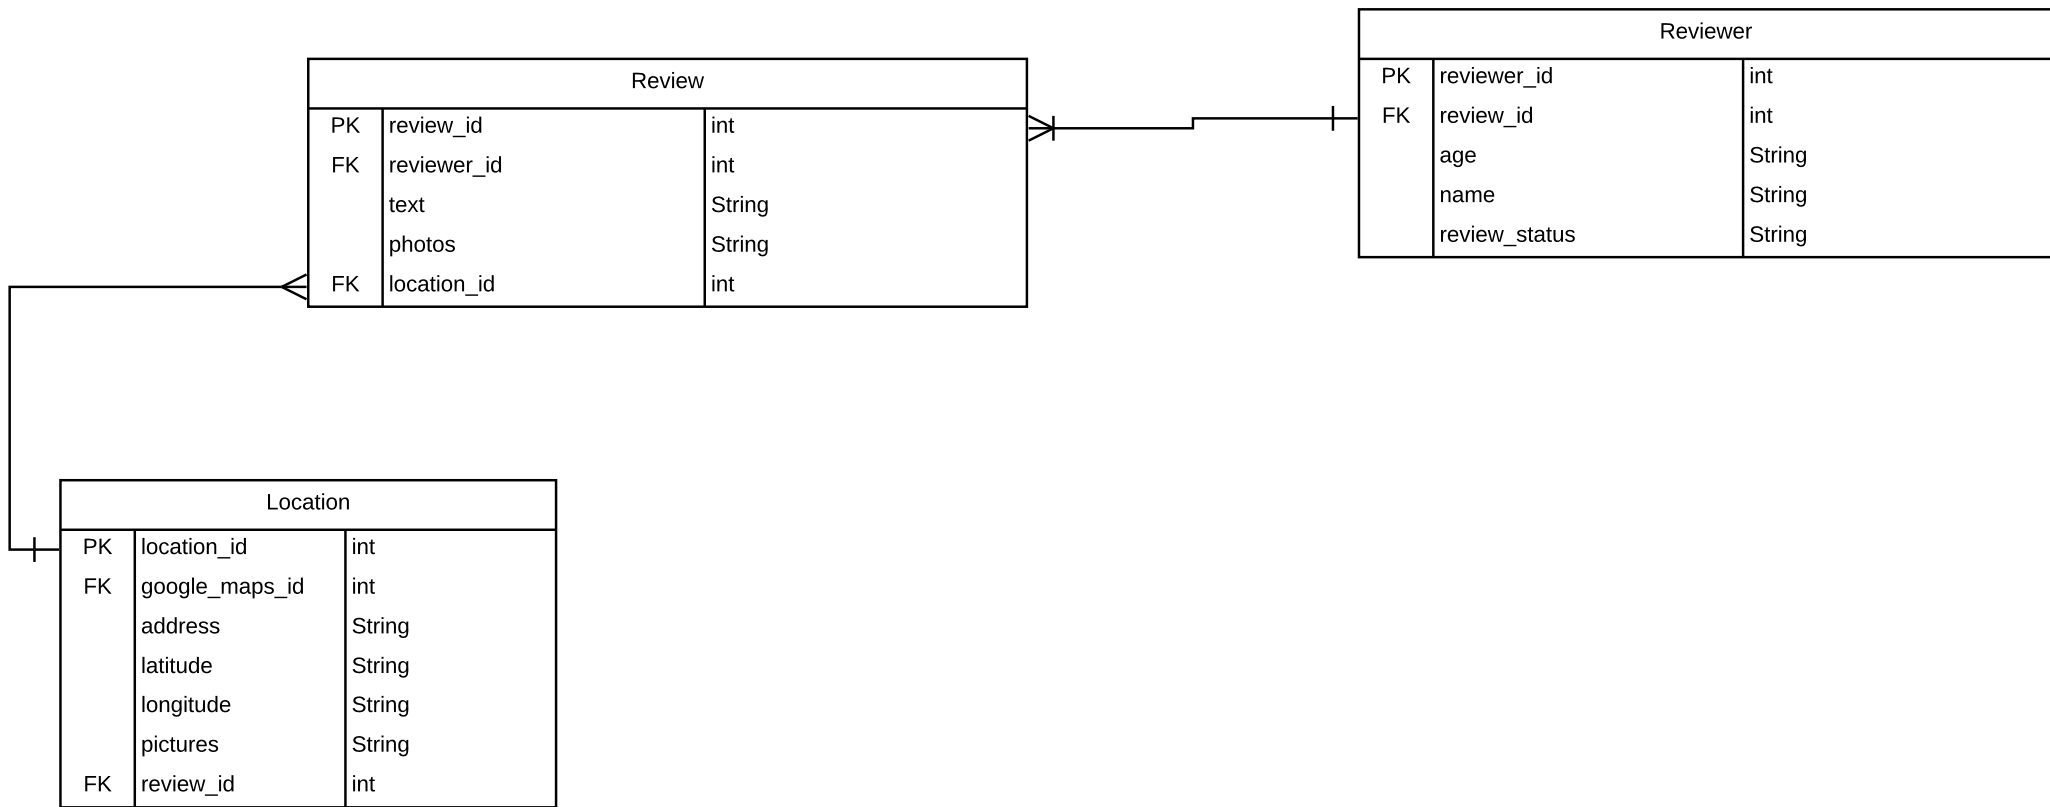 Review
PK review_id int
FK reviewer_id int
text String
photos String
FK location_id int
Reviewer
PK reviewer_id int
FK review_id int
age String
name String
review_status String
Location
PK location_id int
FK google_maps_id int
address String
latitude String
longitude String
pictures String
FK review_id int